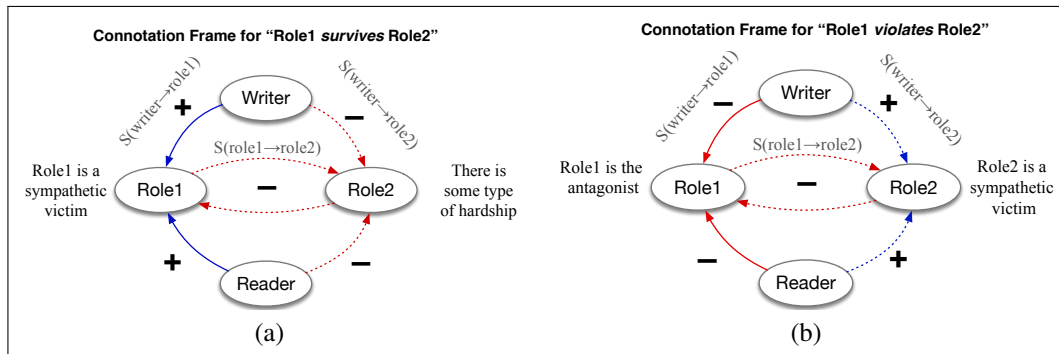 Connotation Frame for “Role1 survives Role2”
S(writer→role1)
S(writer→role2)
Writer
+
−
S(role1→role2)
Role1 is a
sympathetic
victim
Role1
−
Role2
There is
some type
of hardship
+
−
Reader
(a)
Connotation Frame for “Role1 violates Role2”
S(writer→role1)
S(writer→role2)
Writer
−
+
S(role1→role2)
Role1 is the
antagonist
Role1
−
Role2
Role2 is a
sympathetic
victim
−
+
Reader
(b)